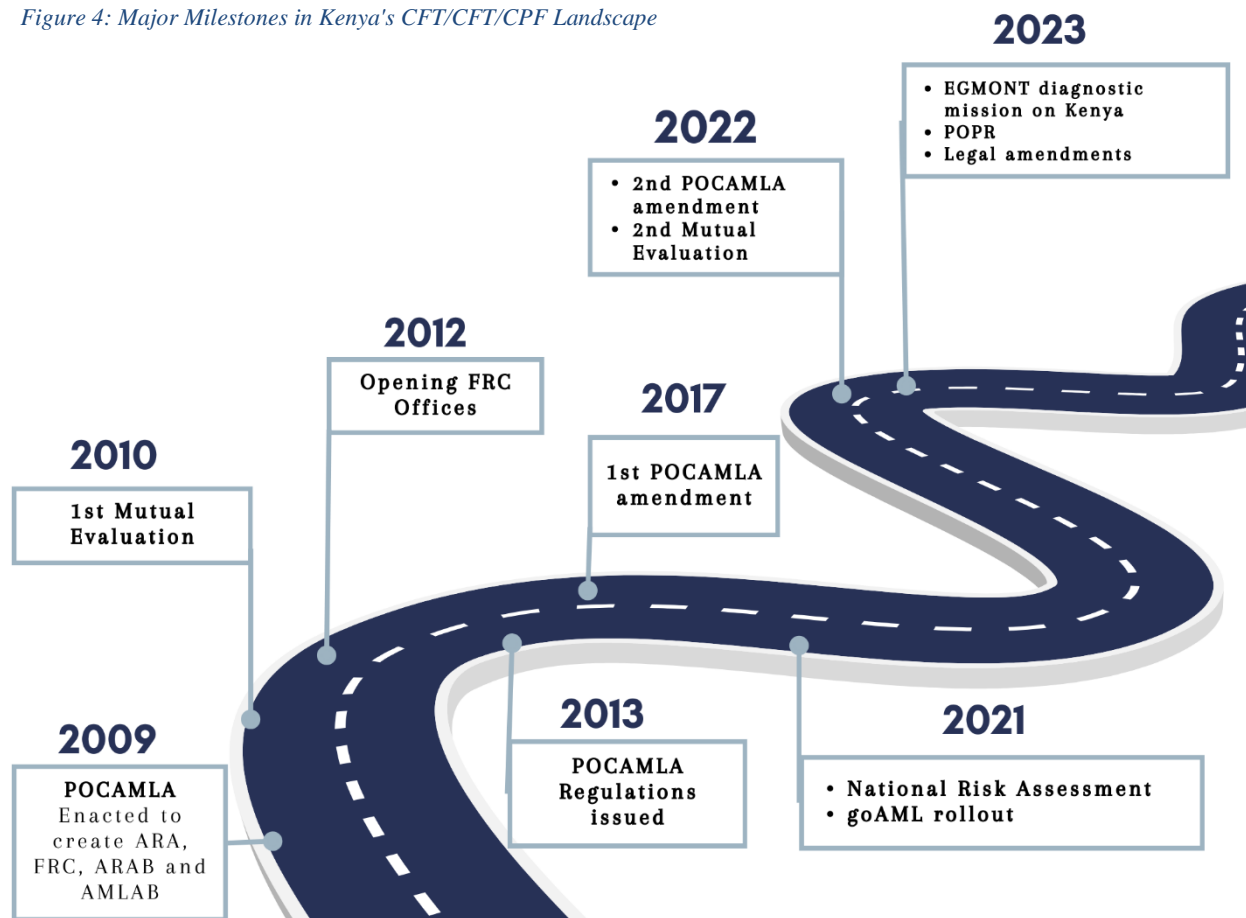 Figure 4: Major Milestones in Kenya's CFT/CFT/CPF Landscape
2009
POCAMLA
Enacted to
create ARA,
FRC, ARAB and
AMLAB
2010
1st Mutual
Evaluation
2012
Opening FRC
Offices
2013
POCAMLA
Regulations
issued
2017
1st POCAMLA
amendment
2021
• National Risk Assessment
• goAML rollout
2022
• 2nd POCAMLA
amendment
• 2nd Mutual
Evaluation
2023
• EGMONT diagnostic
mission on Kenya
• POPR
• Legal amendments